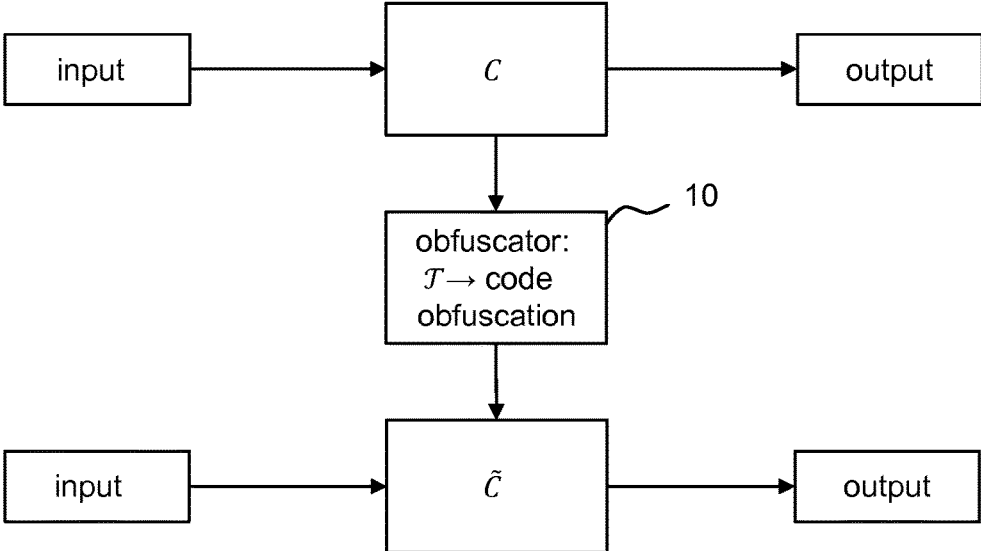 input
C
output
10
obfuscator:
𝒯→ code
obfuscation
input
C̃
output